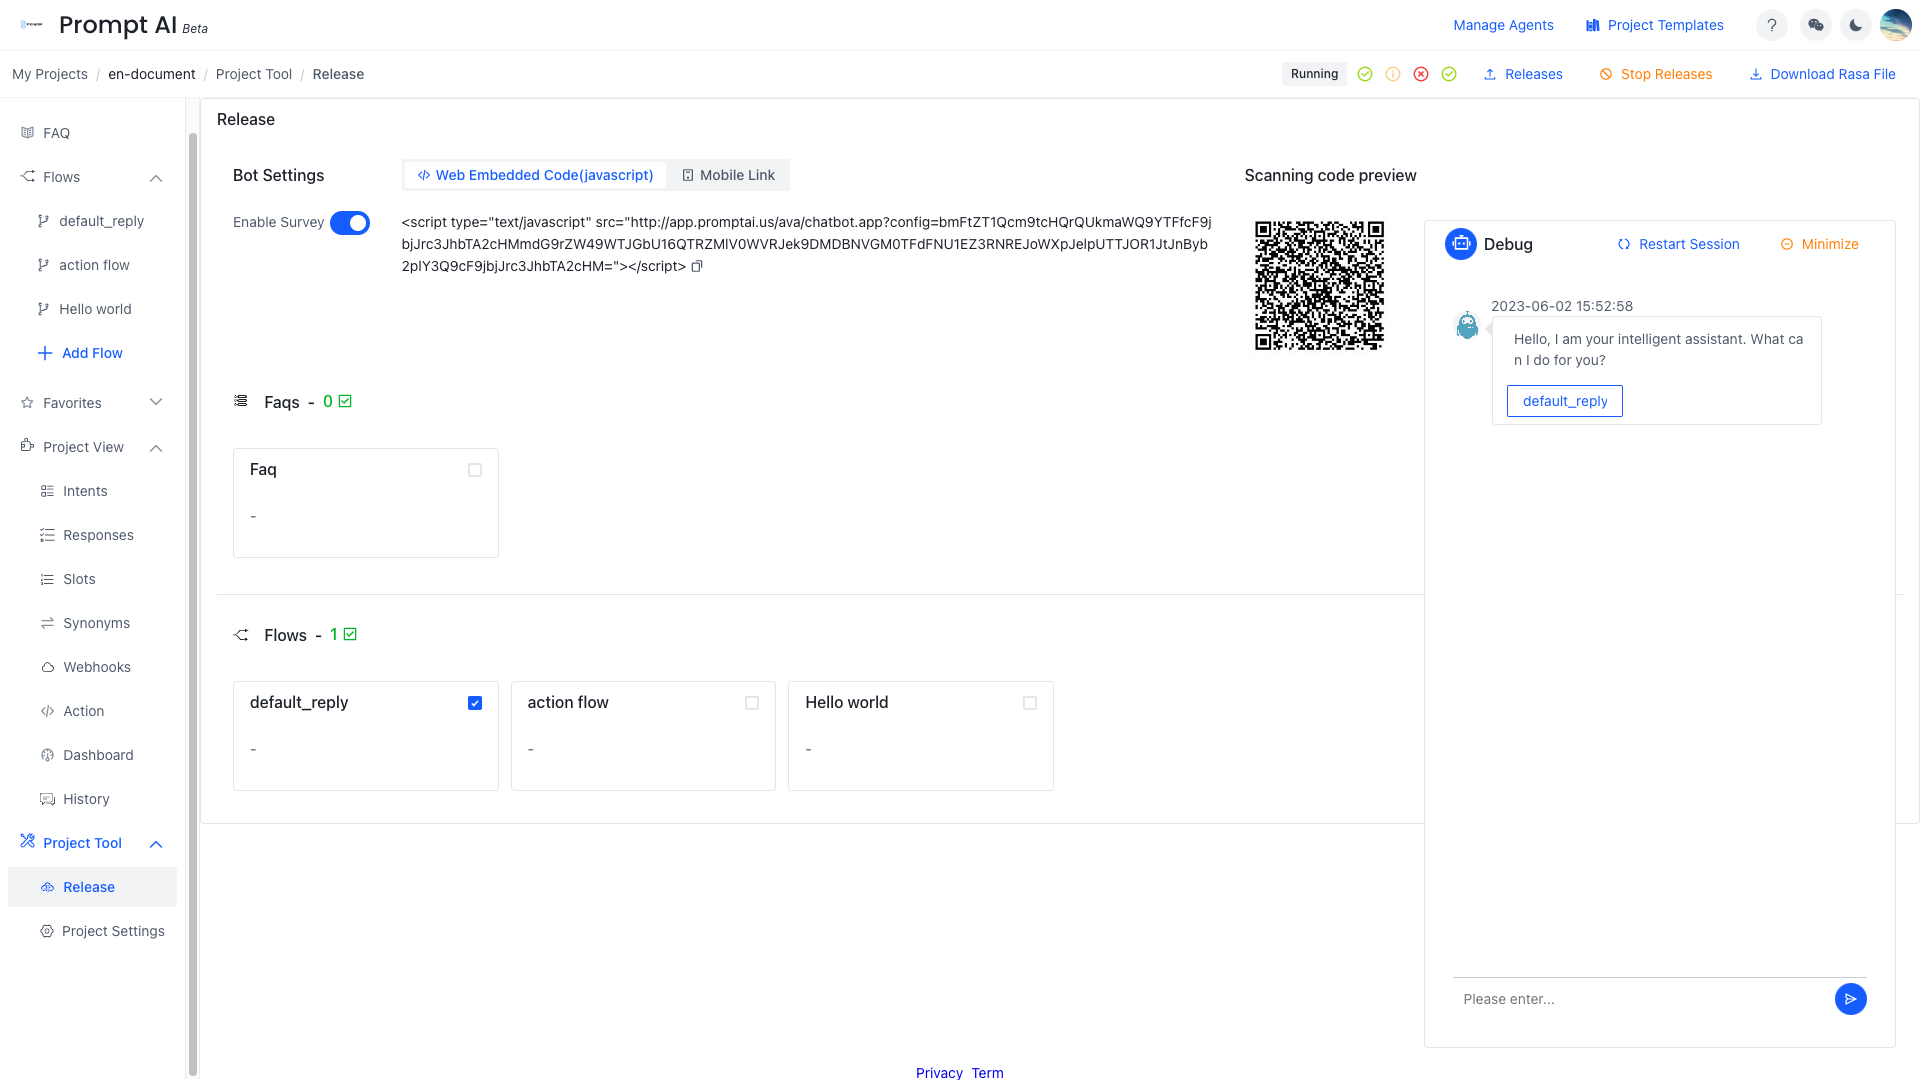 Prompt AI Beta
Manage Agents
Project Templates
?
My Projects / en-document / Project Tool / Release
Running
Releases
Stop Releases
Download Rasa File
FAQ
Flows
default_reply
action flow
Hello world
Add Flow
Favorites
Project View
Intents
Responses
Slots
Synonyms
Webhooks
Action
Dashboard
History
Project Tool
Release
Project Settings
Release
Bot Settings
Web Embedded Code(javascript)
Mobile Link
Scanning code preview
Enable Survey
<script type="text/javascript" src="http://app.promptai.us/ava/chatbot.app?config=bmFtZT1Qcm9tcHQrQUkmaWQ9YTFfcF9j
bjJrc3JhbTA2cHMmdG9rZW49WTJGbU16QTRZMlV0WVRJek9DMDBNVGM0TFdFNU1EZ3RNREJoWXpJelpUTTJOR1JtJnByb
2plY3Q9cF9jbjJrc3JhbTA2cHM="></script>
Faqs - 0
Faq
-
Flows - 1
default_reply
-
action flow
-
Hello world
-
Debug
Restart Session
Minimize
2023-06-02 15:52:58
Hello, I am your intelligent assistant. What ca
n I do for you?
default_reply
Please enter...
Privacy Term